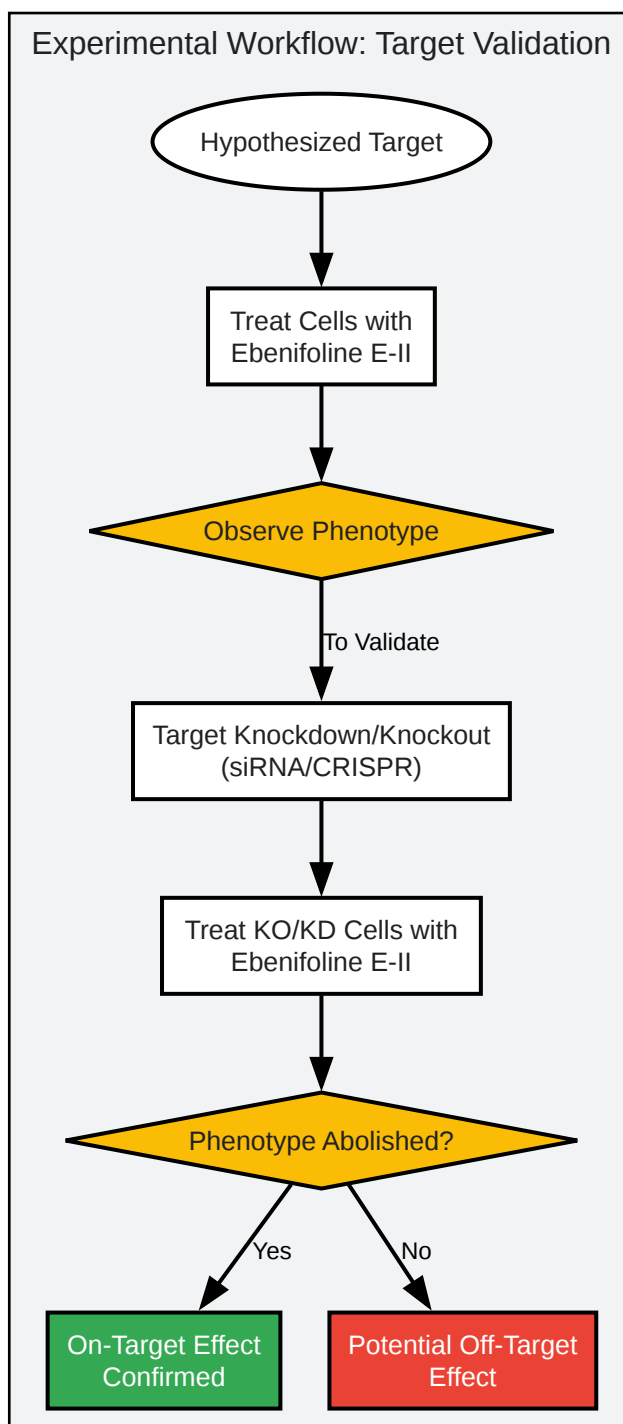 Experimental Workflow: Target Validation
Hypothesized Target
Treat Cells with
Ebenifoline E-II
Observe Phenotype
To Validate
Target Knockdown/Knockout
(siRNA/CRISPR)
Treat KO/KD Cells with
Ebenifoline E-II
Phenotype Abolished?
Yes
No
On-Target Effect
Confirmed
Potential Off-Target
Effect